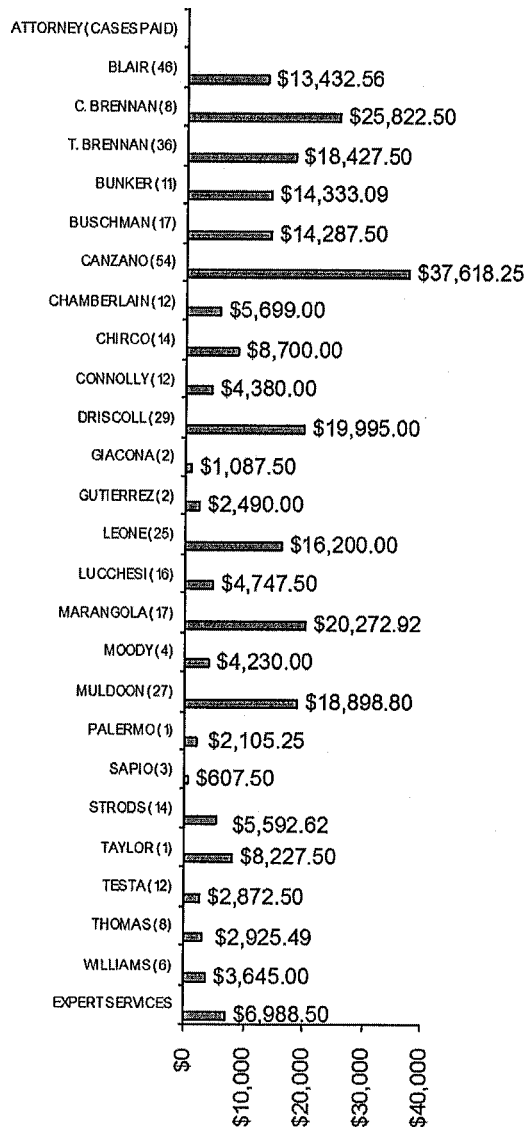 ATTORNEY (CASES PAID)
BLAIR (46) $13,432.56
C. BRENNAN (8) $25,822.50
T. BRENNAN (36) $18,427.50
BUNKER (11) $14,333.09
BUSCHMAN (17) $14,287.50
CANZANO (54) $37,618.25
CHAMBERLAIN (12) $5,699.00
CHIRCO (14) $8,700.00
CONNOLLY (12) $4,380.00
DRISCOLL (29) $19,995.00
GIACONA (2) $1,087.50
GUTIERREZ (2) $2,490.00
LEONE (25) $16,200.00
LUCCHESI (16) $4,747.50
MARANGOLA (17) $20,272.92
MOODY (4) $4,230.00
MULDOON (27) $18,898.80
PALERMO (1) $2,105.25
SAPIO (3) $607.50
STRODS (14) $5,592.62
TAYLOR (1) $8,227.50
TESTA (12) $2,872.50
THOMAS (8) $2,925.49
WILLIAMS (6) $3,645.00
EXPERT SERVICES $6,988.50
$0 $10,000 $20,000 $30,000 $40,000